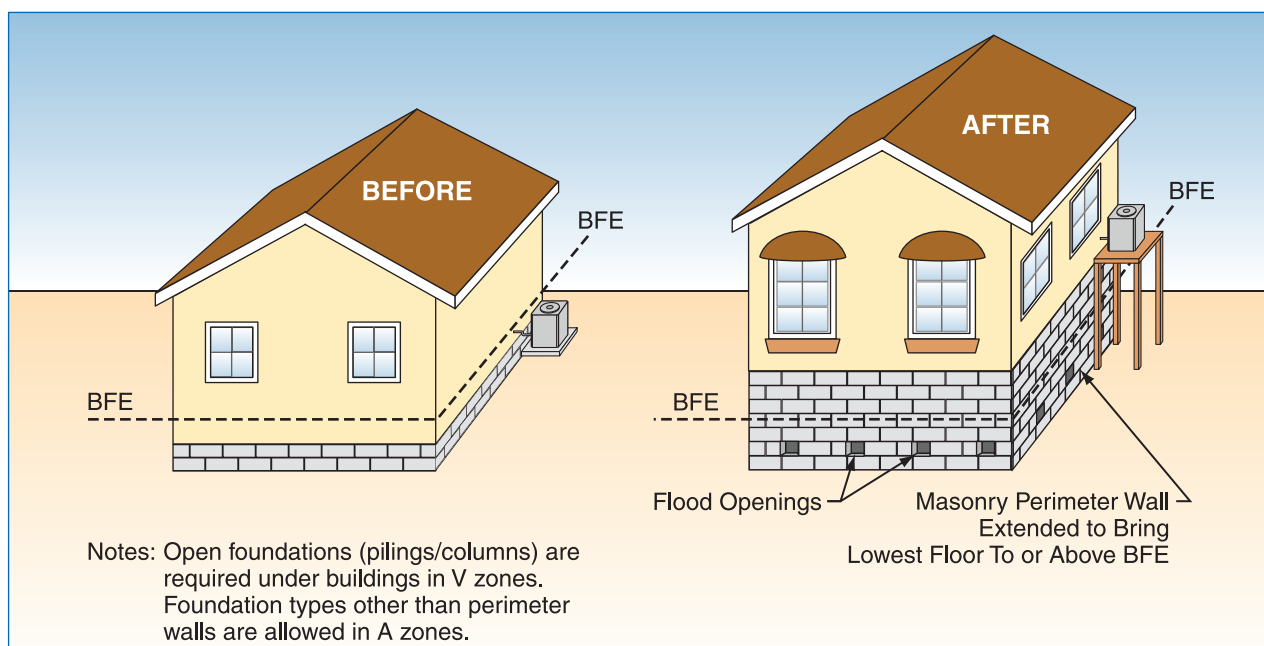 BEFORE
BFE
BFE
AFTER
BFE
BFE
Flood Openings
Masonry Perimeter Wall
Extended to Bring
Lowest Floor To or Above BFE
Notes: Open foundations (pilings/columns) are
required under buildings in V zones.
Foundation types other than perimeter
walls are allowed in A zones.